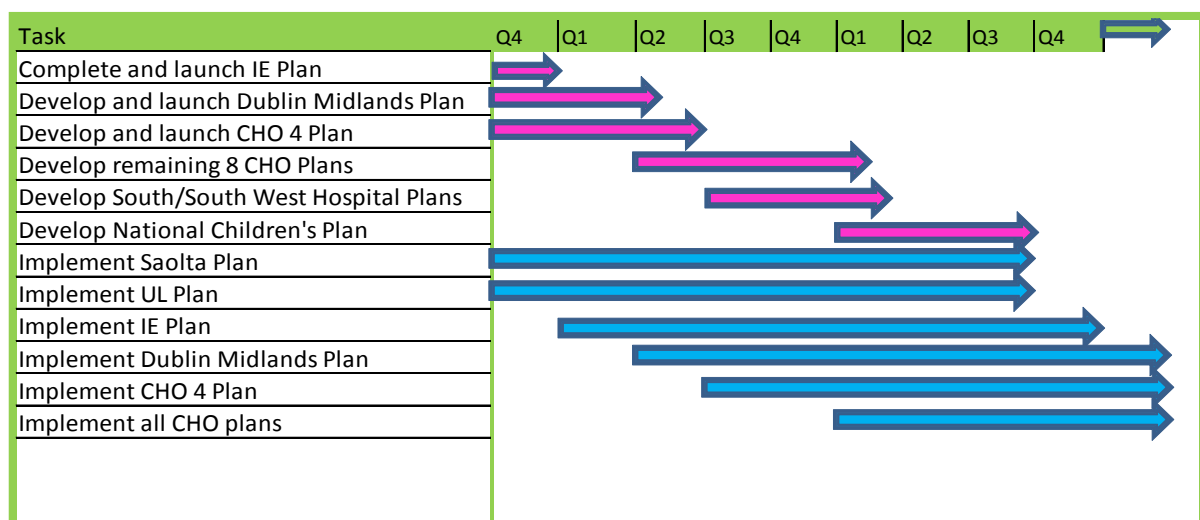 Task Q4 Q1 Q2 Q3 Q4 Q1 Q2 Q3 Q4
Complete and launch IE Plan
Develop and launch Dublin Midlands Plan
Develop and launch CHO 4 Plan
Develop remaining 8 CHO Plans
Develop South/South West Hospital Plans
Develop National Children's Plan
Implement Saolta Plan
Implement UL Plan
Implement IE Plan
Implement Dublin Midlands Plan
Implement CHO 4 Plan
Implement all CHO plans